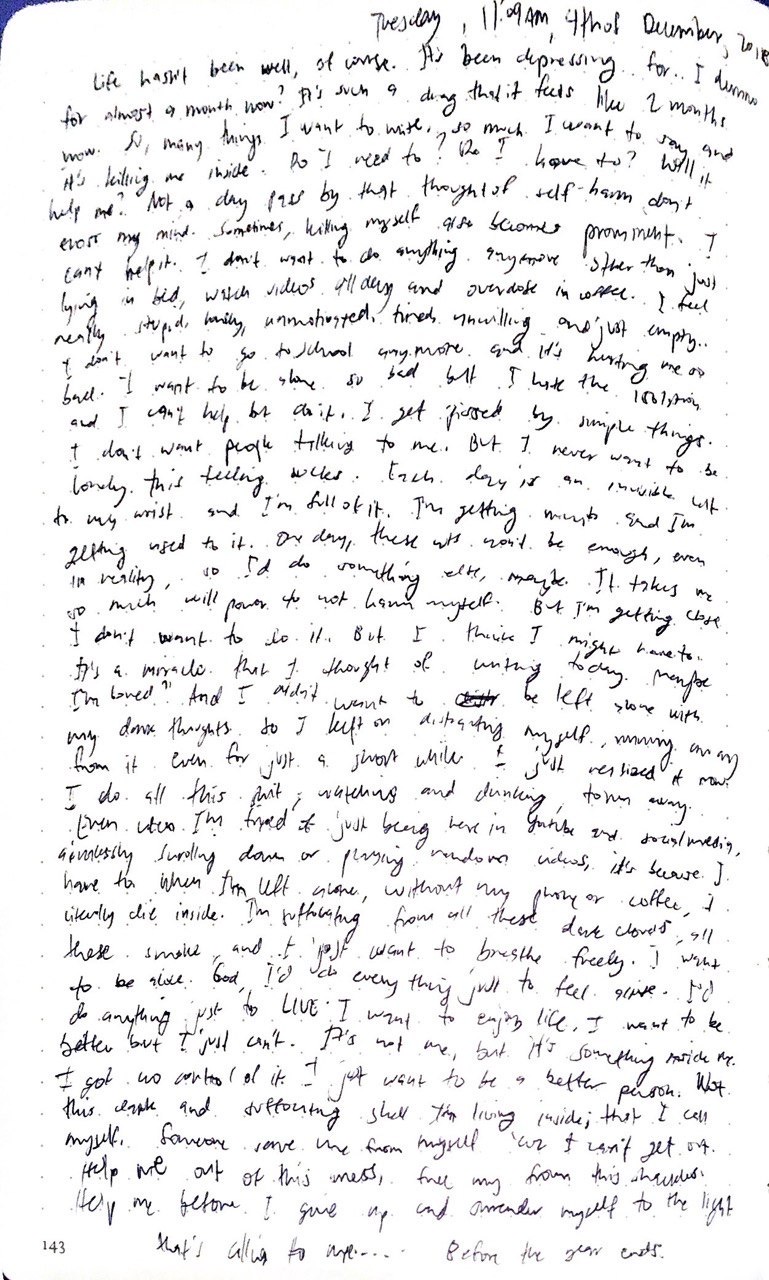 Tuesday, 11:09AM, 4th of December, 2018
Life hasn't been well, of course. It's been depressing for.. I dunno
for almost a month now? It's such a drag that it feels like 2 months
now. So, many things I want to write, so much I want to say and
it's killing me inside. Do I need to? Do I have to? Will it
help me? Not a day pass by that thought of self-harm don't
cross my mind. Sometimes, killing myself also becomes prominent. I
can't help it. I don't want to do anything anymore other than just
lying in bed, watch videos all day and overdose in coffee. I feel
really stupid, lousy, unmotivated, tired, unwilling and just empty..
I don't want to go to school anymore and it's hurting me so
bad. I want to be alone so bad but I hate the isolation
and I can't help but do it. I get pissed by simple things.
I don't want people talking to me. But I never want to be
lonely. this feeling sucks. Each day is an invisible cut
to my wrist and I'm full of it. I'm getting numb and I'm
getting used to it. One day, these cuts won't be enough, even
in reality, so I'd do something else, maybe. It takes me
so much will power to not harm myself. But I'm getting close
I don't want to do it. But I think I might have to.
It's a miracle that I thought of writing today. Maybe
I'm loved? And I didn't want to be left alone with
my dark thoughts so I kept on distracting myself, running away
from it even for just a short while. I just realized it now.
I do all this shit, watching and drinking, to run away.
Even when I'm tired of just being here in youtube and social media,
aimlessly scrolling down or playing random videos, it's because I
have to. When I'm left alone, without my phone or coffee, I
literally die inside. I'm suffocating from all these dark clouds, all
these smoke, and I just want to breathe freely. I want
to be alive. God, I'd do everything just to feel alive. I'd
do anything just to LIVE. I want to enjoy life. I want to be
better but I just can't. It's not me, but it's something inside me.
I got no control of it. I just want to be a better person. Not
this dark and suffocating shell I'm living inside; that I call
myself. Someone save me from myself 'cuz I can't get out.
Help me out of this mess, free my from this shackles.
Help me before I give up and surrender myself to the light
143 that's calling to me.... Before the year ends.